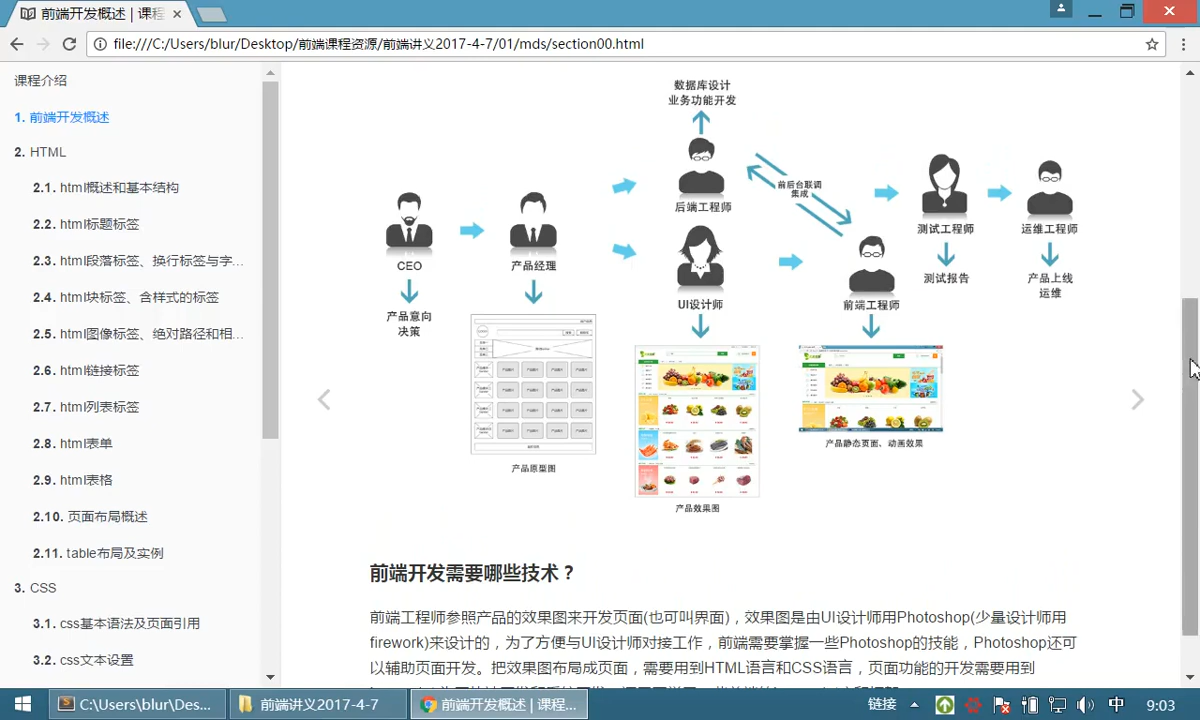 前端开发概述 | 课程
file:///C:/Users/blur/Desktop/前端课程资源/前端讲义2017-4-7/01/mds/section00.html
课程介绍
1. 前端开发概述
2. HTML
2.1. html概述和基本结构
2.2. html标题标签
2.3. html段落标签、换行标签与字...
2.4. html块标签、含样式的标签
2.5. html图像标签、绝对路径和相...
2.6. html链接标签
2.7. html列表标签
2.8. html表单
2.9. html表格
2.10. 页面布局概述
2.11. table布局及实例
3. CSS
3.1. css基本语法及页面引用
3.2. css文本设置
数据库设计
业务功能开发
后端工程师
前后台联调
集成
CEO
产品意向
决策
产品经理
产品原型图
UI设计师
产品效果图
前端工程师
产品静态页面、动画效果
测试工程师
测试报告
运维工程师
产品上线
运维
前端开发需要哪些技术？
前端工程师参照产品的效果图来开发页面(也可叫界面)，效果图是由UI设计师用Photoshop(少量设计师用
firework)来设计的，为了方便与UI设计师对接工作，前端需要掌握一些Photoshop的技能，Photoshop还可
以辅助页面开发。把效果图布局成页面，需要用到HTML语言和CSS语言，页面功能的开发需要用到
C:\Users\blur\Des...
前端讲义2017-4-7
前端开发概述 | 课程...
链接
中
9:03